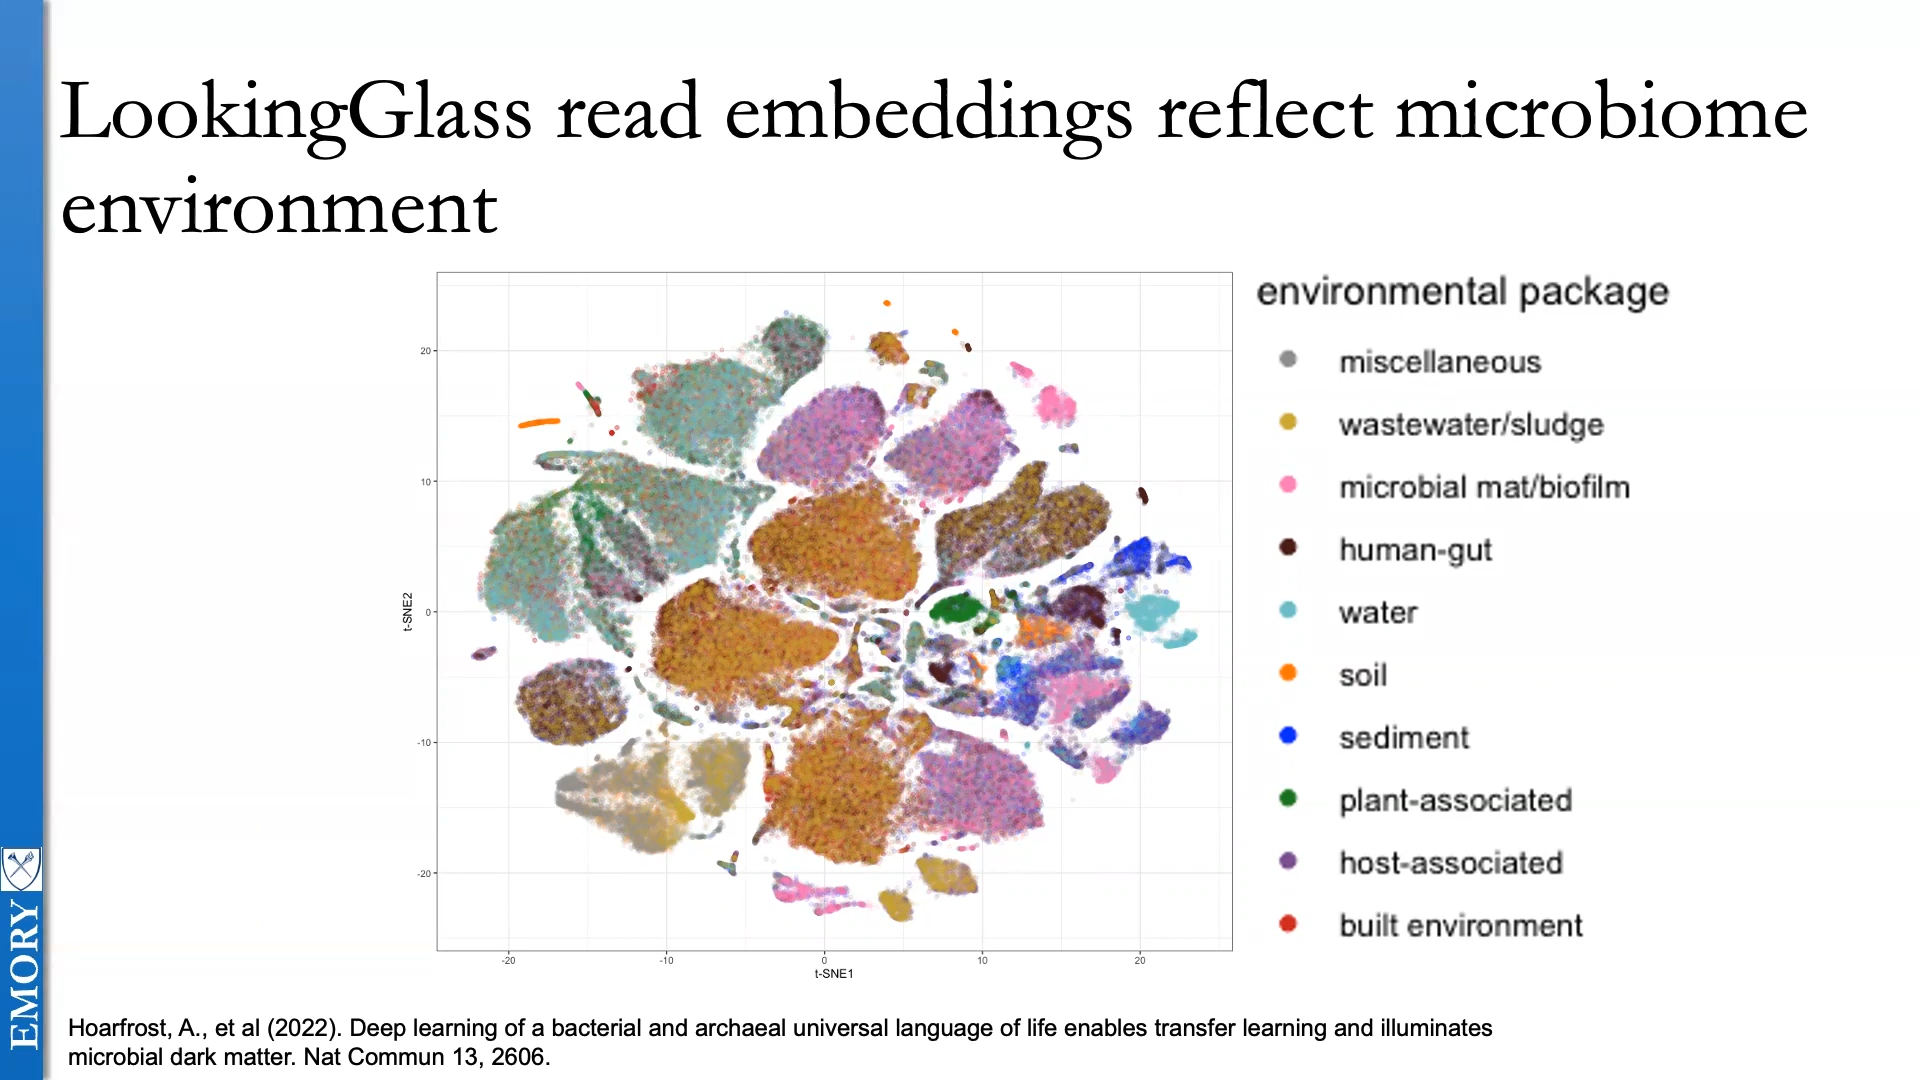 LookingGlass read embeddings reflect microbiome
environment
environmental package
miscellaneous
wastewater/sludge
microbial mat/biofilm
human-gut
water
soil
sediment
plant-associated
host-associated
built environment
20
10
0
-10
-20
t-SNE2
-20
-10
0
10
20
t-SNE1
EMORY
Hoarfrost, A., et al (2022). Deep learning of a bacterial and archaeal universal language of life enables transfer learning and illuminates
microbial dark matter. Nat Commun 13, 2606.